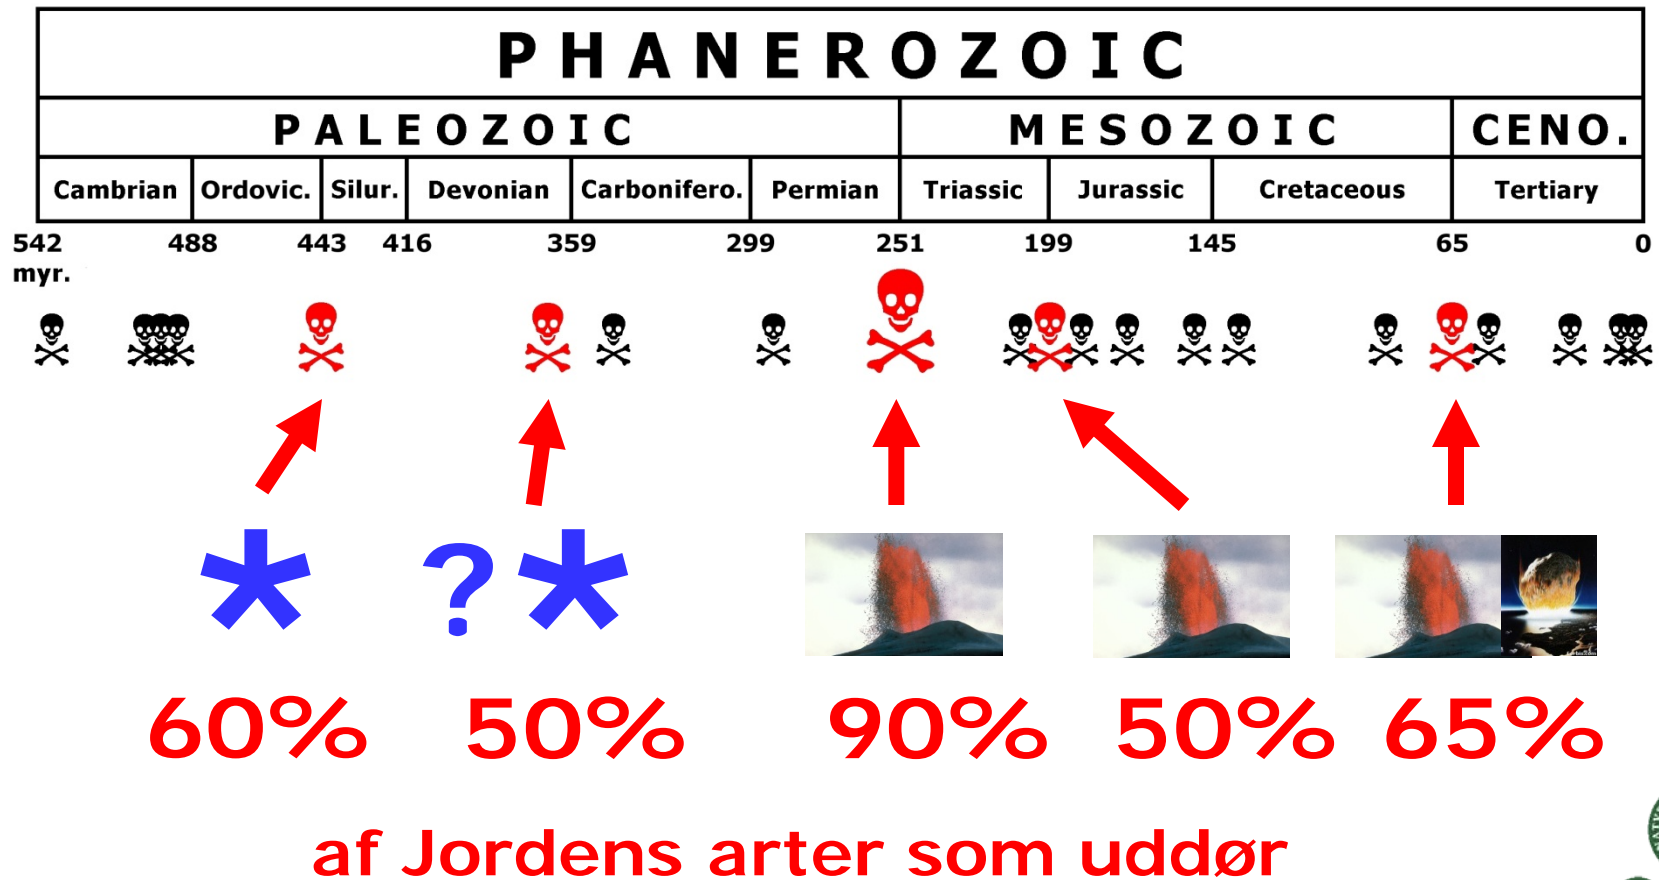 PHANEROZOIC
PALEOZOIC MESOZOIC CENO.
Cambrian Ordovic. Silur. Devonian Carbonifero. Permian Triassic Jurassic Cretaceous Tertiary
542 488 443 416 359 299 251 199 145 65 0
myr.
* ? *
60% 50% 90% 50% 65%
af Jordens arter som uddør